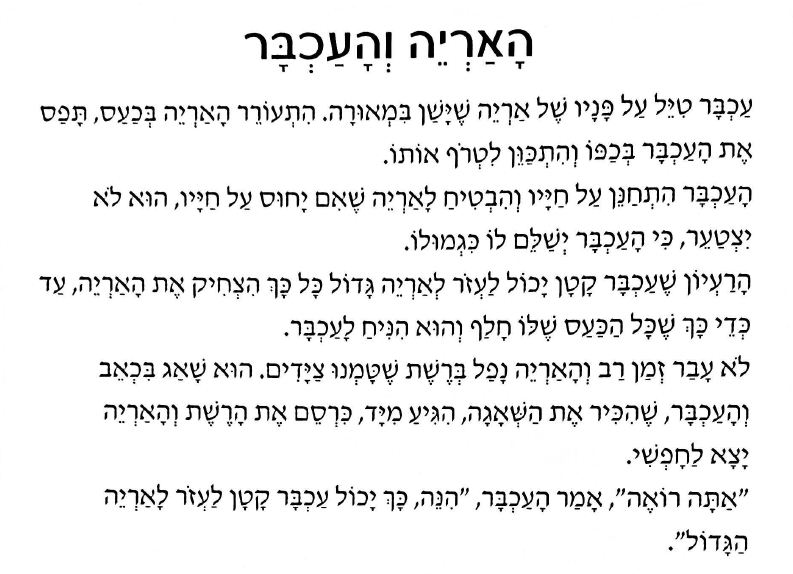 הָאַרְיֵה וְהָעַכְבָּר
עַכְבָּר טִיֵּל עַל פָּנָיו שֶׁל אַרְיֵה שֶׁיָּשַׁן בִּמְאוּרָה. הִתְעוֹרֵר הָאַרְיֵה בְּכַעַס, תָּפַס
אֶת הָעַכְבָּר בְּכַפּוֹ וְהִתְכַּוֵּן לִטְרֹף אוֹתוֹ.
הָעַכְבָּר הִתְחַנֵּן עַל חַיָּיו וְהִבְטִיחַ לָאַרְיֵה שֶׁאִם יָחוּס עַל חַיָּיו, הוּא לֹא
יִצְטַעֵר, כִּי הָעַכְבָּר יְשַׁלֵּם לוֹ כִּגְמוּלוֹ.
הָרַעְיוֹן שֶׁעַכְבָּר קָטָן יָכוֹל לַעְזֹר לְאַרְיֵה גָּדוֹל כָּל כָּךְ הִצְחִיק אֶת הָאַרְיֵה, עַד
כְּדֵי כָּךְ שֶׁכָּל הַכַּעַס שֶׁלּוֹ חָלַף וְהוּא הִנִּיחַ לָעַכְבָּר.
לֹא עָבַר זְמַן רַב וְהָאַרְיֵה נָפַל בְּרֶשֶׁת שֶׁטָּמְנוּ צַיָּדִים. הוּא שָׁאַג בִּכְאֵב
וְהָעַכְבָּר, שֶׁהִכִּיר אֶת הַשְּׁאָגָה, הִגִּיעַ מִיָּד, כִּרְסֵם אֶת הָרֶשֶׁת וְהָאַרְיֵה
יָצָא לַחָפְשִׁי.
"אַתָּה רוֹאֶה", אָמַר הָעַכְבָּר, "הִנֵּה, כָּךְ יָכוֹל עַכְבָּר קָטָן לַעְזֹר לָאַרְיֵה
הַגָּדוֹל".